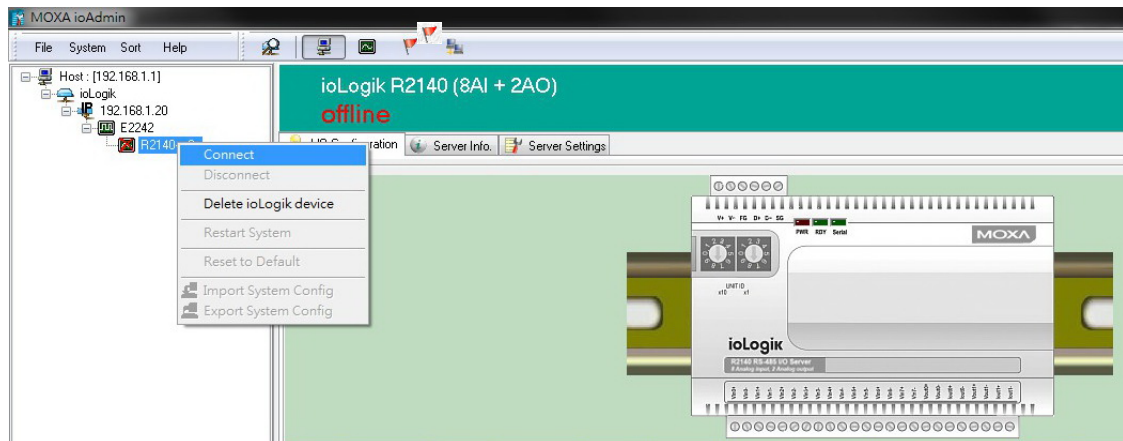 MOXA ioAdmin
File System Sort Help
Host : [192.168.1.1]
ioLogik
192.168.1.20
E2242
R2140
Connect
Disconnect
Delete ioLogik device
Restart System
Reset to Default
Import System Config
Export System Config
ioLogik R2140 (8AI + 2AO)
offline
Server Info.
Server Settings
V+ V- FG D+ D- SG
PWR RDY Serial
MOXA
UNIT ID
x10 x1
ioLogik
R2140 RS-485 I/O Server
8 Analog input, 2 Analog output